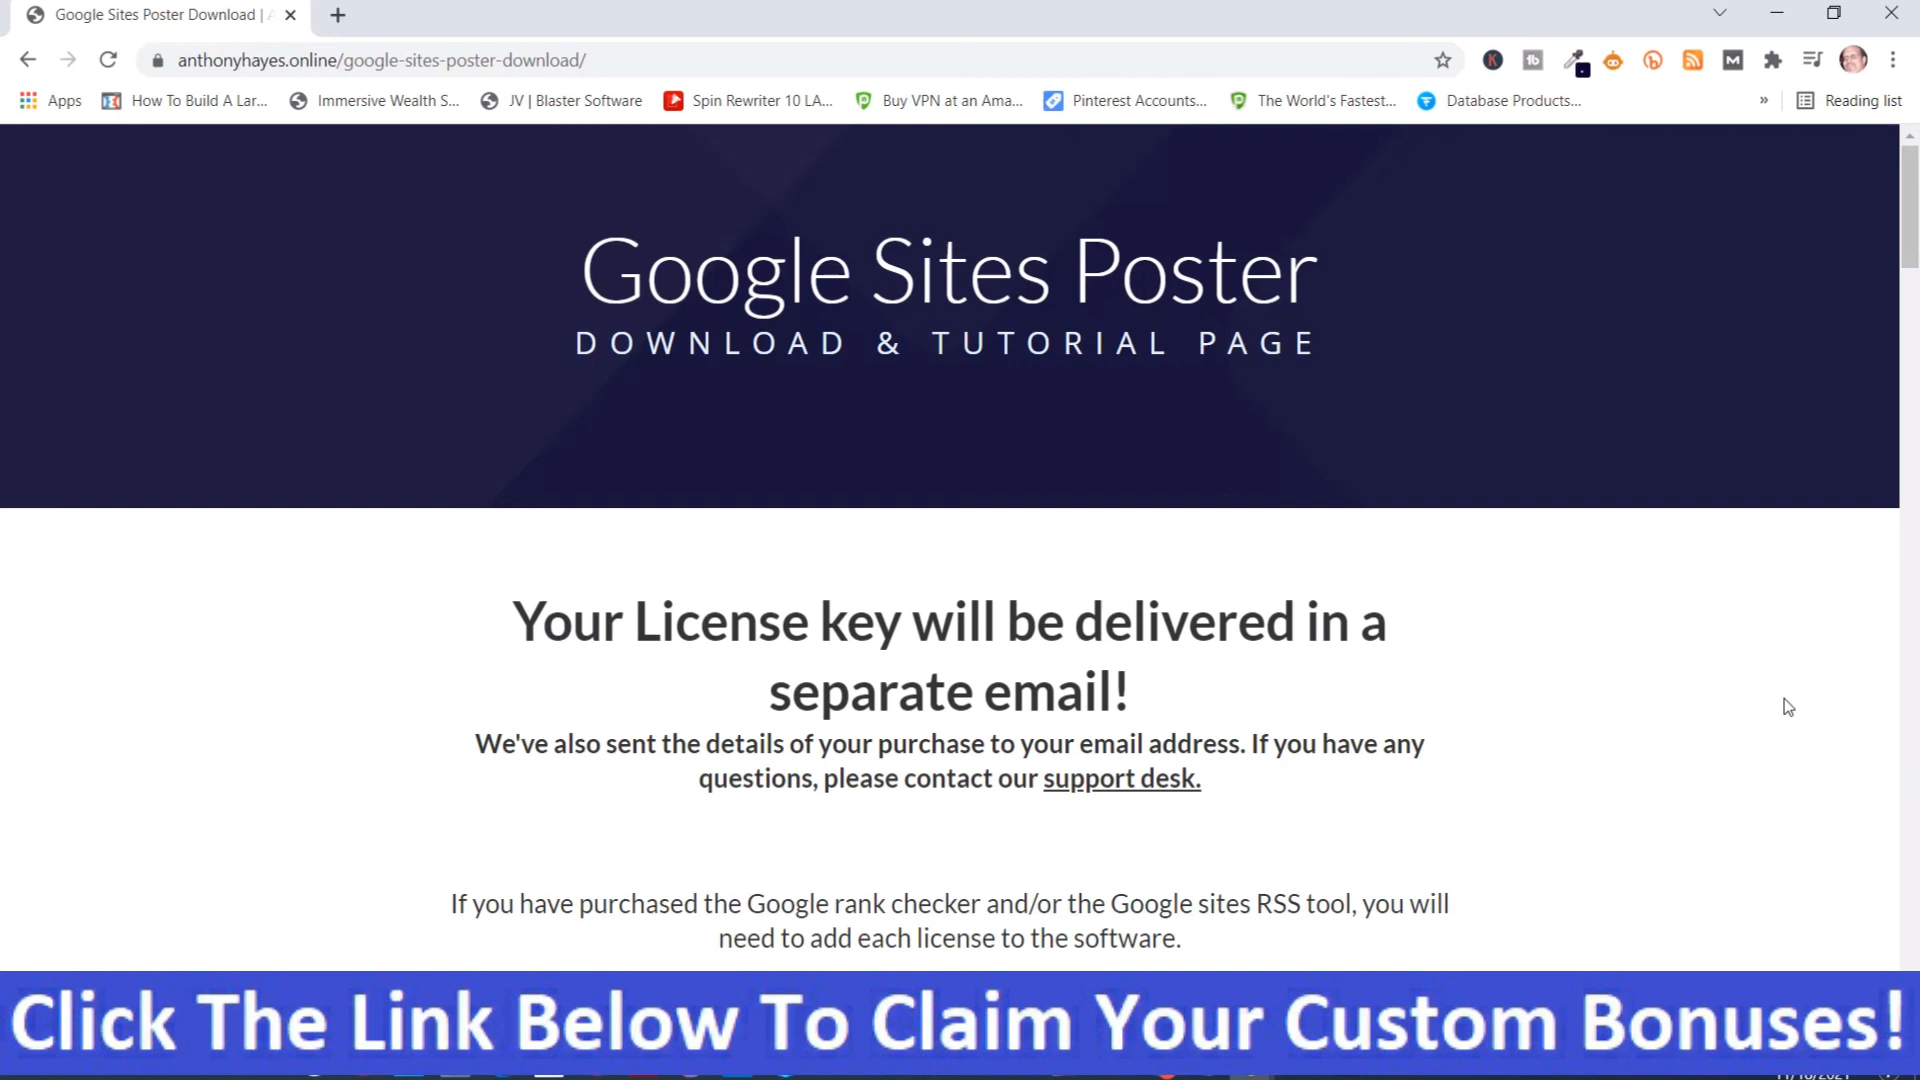 Google Sites Poster Download |
anthonyhayes.online/google-sites-poster-download/
Apps How To Build A Lar... Immersive Wealth S... JV | Blaster Software Spin Rewriter 10 LA... Buy VPN at an Ama... Pinterest Accounts... The World's Fastest... Database Products... » Reading list
Google Sites Poster
DOWNLOAD & TUTORIAL PAGE
Your License key will be delivered in a
separate email!
We've also sent the details of your purchase to your email address. If you have any
questions, please contact our support desk.
If you have purchased the Google rank checker and/or the Google sites RSS tool, you will
need to add each license to the software.
Click The Link Below To Claim Your Custom Bonuses!